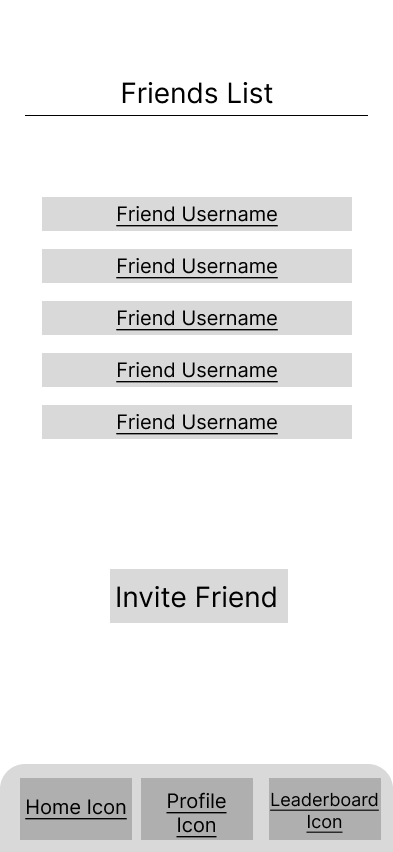 Friends List
Friend Username
Friend Username
Friend Username
Friend Username
Friend Username
Invite Friend
Home Icon
Profile
Icon
Leaderboard
Icon